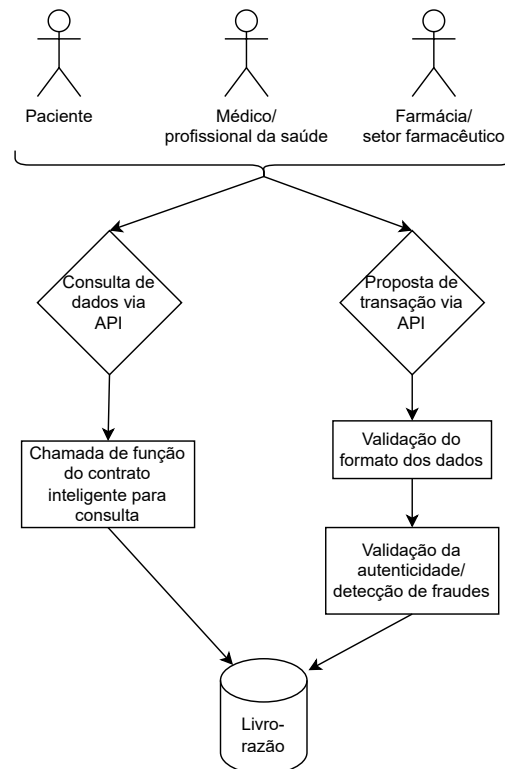 Paciente
Médico/
profissional da saúde
Farmácia/
setor farmacêutico
Consulta de
dados via
API
Proposta de
transação via
API
Chamada de função
do contrato
inteligente para
consulta
Validação do
formato dos dados
Validação da
autenticidade/
detecção de fraudes
Livro-
razão